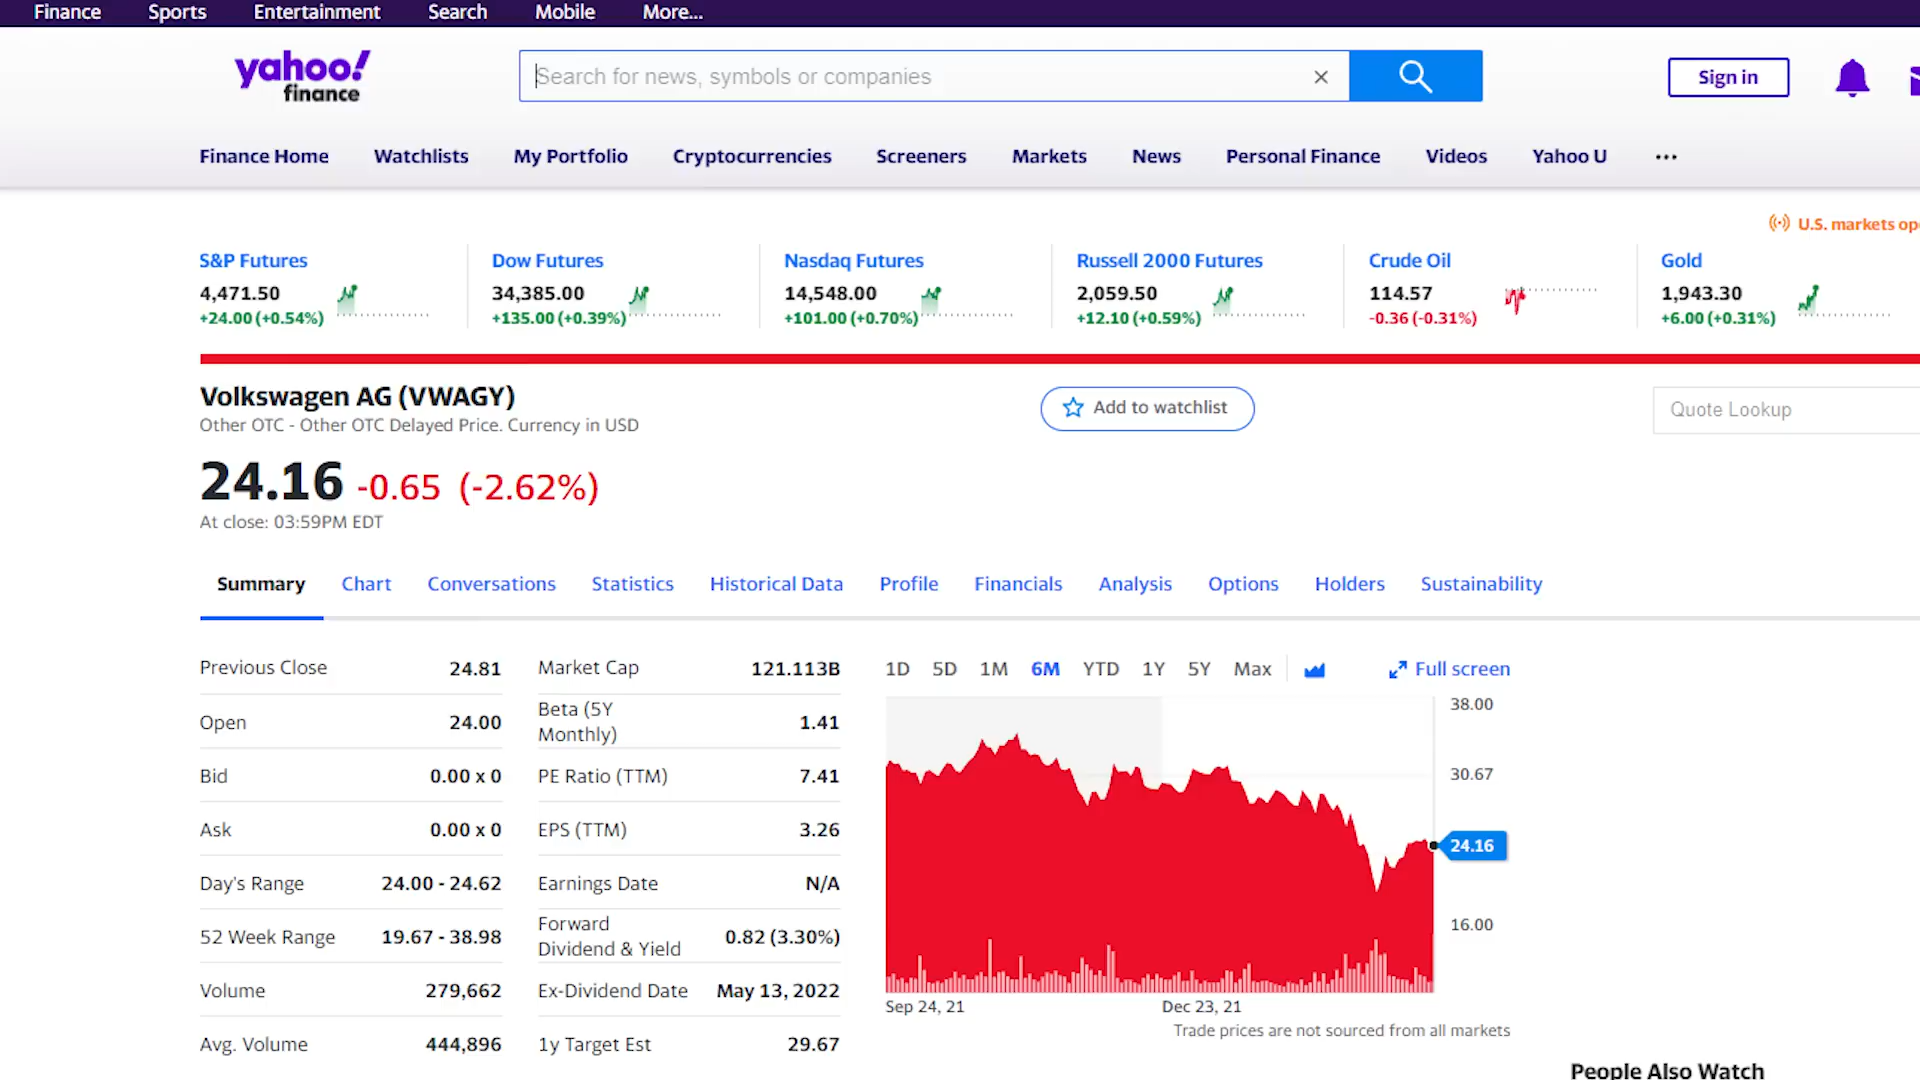 Finance Sports Entertainment Search Mobile More...
yahoo!
finance
Search for news, symbols or companies
Sign in
Finance Home Watchlists My Portfolio Cryptocurrencies Screeners Markets News Personal Finance Videos Yahoo U ...
U.S. markets
S&P Futures
4,471.50
+24.00 (+0.54%)
Dow Futures
34,385.00
+135.00 (+0.39%)
Nasdaq Futures
14,548.00
+101.00 (+0.70%)
Russell 2000 Futures
2,059.50
+12.10 (+0.59%)
Crude Oil
114.57
-0.36 (-0.31%)
Gold
1,943.30
+6.00 (+0.31%)
Volkswagen AG (VWAGY)
Other OTC - Other OTC Delayed Price. Currency in USD
Add to watchlist
Quote Lookup
24.16 -0.65 (-2.62%)
At close: 03:59PM EDT
Summary Chart Conversations Statistics Historical Data Profile Financials Analysis Options Holders Sustainability
Previous Close 24.81
Open 24.00
Bid 0.00 x 0
Ask 0.00 x 0
Day's Range 24.00 - 24.62
52 Week Range 19.67 - 38.98
Volume 279,662
Avg. Volume 444,896
Market Cap 121.113B
Beta (5Y
Monthly) 1.41
PE Ratio (TTM) 7.41
EPS (TTM) 3.26
Earnings Date N/A
Forward
Dividend & Yield 0.82 (3.30%)
Ex-Dividend Date May 13, 2022
1y Target Est 29.67
1D 5D 1M 6M YTD 1Y 5Y Max Full screen
38.00
30.67
24.16
16.00
Sep 24, 21 Dec 23, 21
Trade prices are not sourced from all markets
People Also Watch